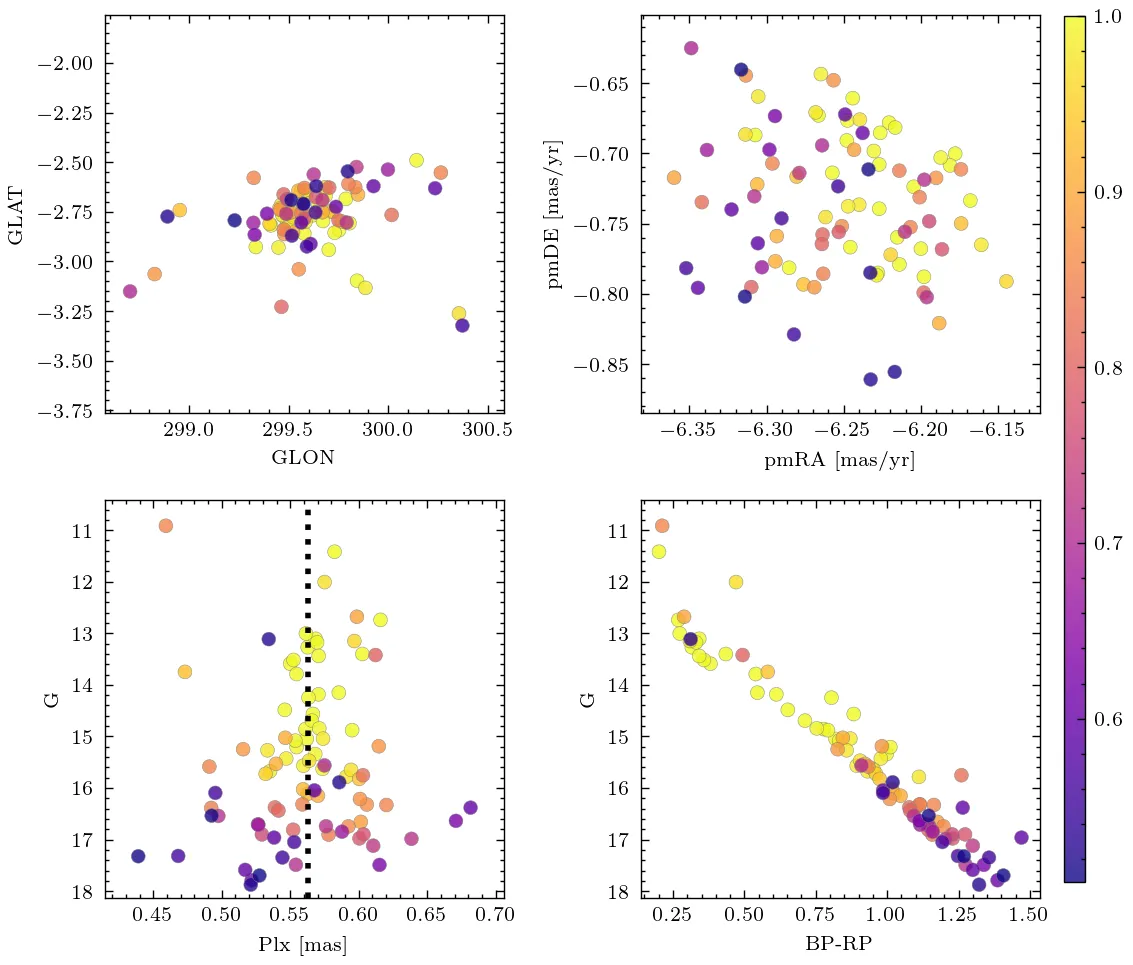 −2.00
−2.25
−2.50
−2.75
−3.00
−3.25
−3.50
−3.75
GLAT
299.0 299.5 300.0 300.5
GLON
−0.65
−0.70
−0.75
−0.80
−0.85
pmDE [mas/yr]
−6.35 −6.30 −6.25 −6.20 −6.15
pmRA [mas/yr]
1.0
0.9
0.8
0.7
0.6
11
12
13
14
15
16
17
18
G
0.45 0.50 0.55 0.60 0.65 0.70
Plx [mas]
11
12
13
14
15
16
17
18
G
0.25 0.50 0.75 1.00 1.25 1.50
BP-RP